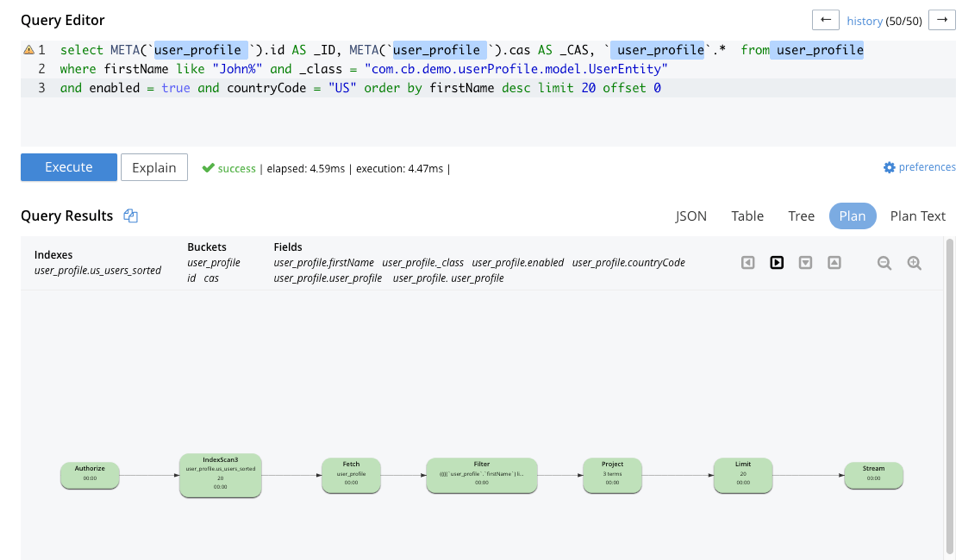 Query Editor
← history (50/50) →
1 select META(`user_profile `).id AS _ID, META(`user_profile `).cas AS _CAS, ` user_profile`.*  from user_profile
2 where firstName like "John%" and _class = "com.cb.demo.userProfile.model.UserEntity"
3 and enabled = true and countryCode = "US" order by firstName desc limit 20 offset 0
Execute Explain success | elapsed: 4.59ms | execution: 4.47ms | preferences
Query Results JSON Table Tree Plan Plan Text
Indexes
user_profile.us_users_sorted
Buckets
user_profile
id cas
Fields
user_profile.firstName user_profile._class user_profile.enabled user_profile.countryCode
user_profile.user_profile user_profile. user_profile
Authorize
00:00
IndexScan3
user_profile.us_users_sorted
20
00:00
Fetch
user_profile
00:00
Filter
(((((`user_profile`.`firstName`) li...
00:00
Project
3 terms
00:00
Limit
20
00:00
Stream
00:00